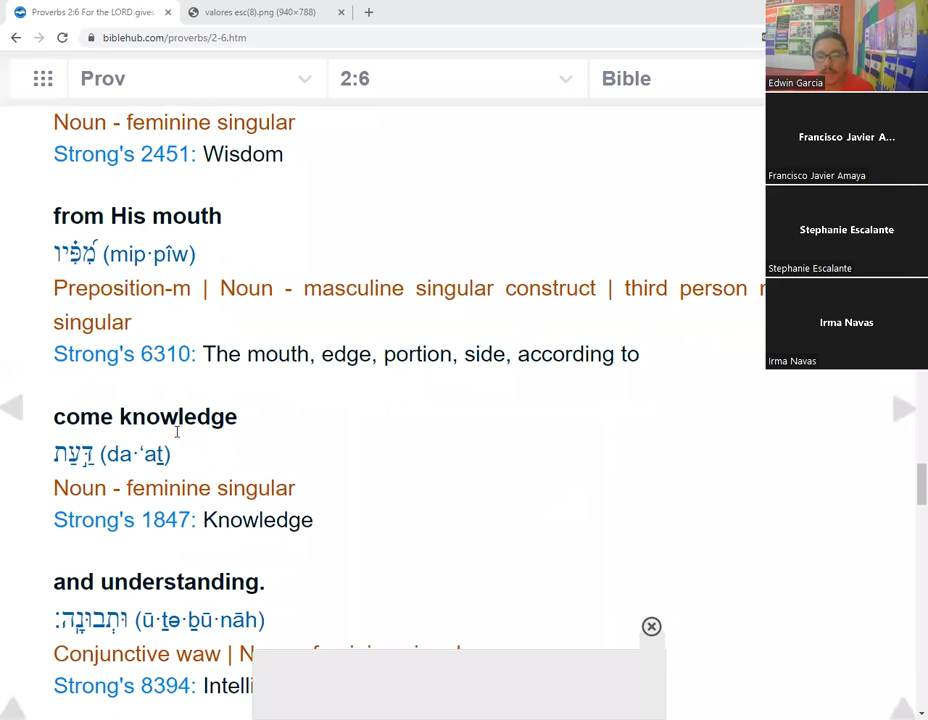 Proverbs 2:6 For the LORD gives
valores esc(8).png (940×788)
biblehub.com/proverbs/2-6.htm
Prov
2:6
Bible
Noun - feminine singular
Strong's 2451: Wisdom
from His mouth
מִ֝פִּ֗יו (mip·pîw)
Preposition-m | Noun - masculine singular construct | third person
singular
Strong's 6310: The mouth, edge, portion, side, according to
come knowledge
דַּ֣עַת (da·‘aṯ)
Noun - feminine singular
Strong's 1847: Knowledge
and understanding.
וּתְבוּנָֽה׃ (ū·ṯə·ḇū·nāh)
Conjunctive waw |
Strong's 8394:
Edwin Garcia
Francisco Javier A...
Francisco Javier Amaya
Stephanie Escalante
Stephanie Escalante
Irma Navas
Irma Navas